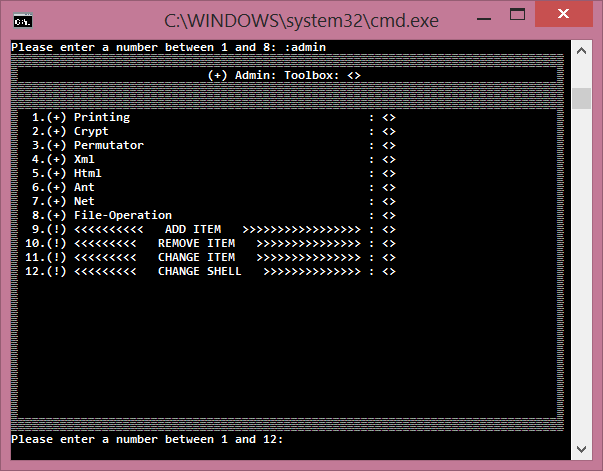 C:\WINDOWS\system32\cmd.exe
Please enter a number between 1 and 8: :admin
(+) Admin: Toolbox: <>
1.(+) Printing : <>
2.(+) Crypt : <>
3.(+) Permutator : <>
4.(+) Xml : <>
5.(+) Html : <>
6.(+) Ant : <>
7.(+) Net : <>
8.(+) File-Operation : <>
9.(!) <<<<<<<<<< ADD ITEM >>>>>>>>>>>>>>>>> : <>
10.(!) <<<<<<<<< REMOVE ITEM >>>>>>>>>>>>>>> : <>
11.(!) <<<<<<<<< CHANGE ITEM >>>>>>>>>>>>>>> : <>
12.(!) <<<<<<<<< CHANGE SHELL >>>>>>>>>>>>>> : <>
Please enter a number between 1 and 12: